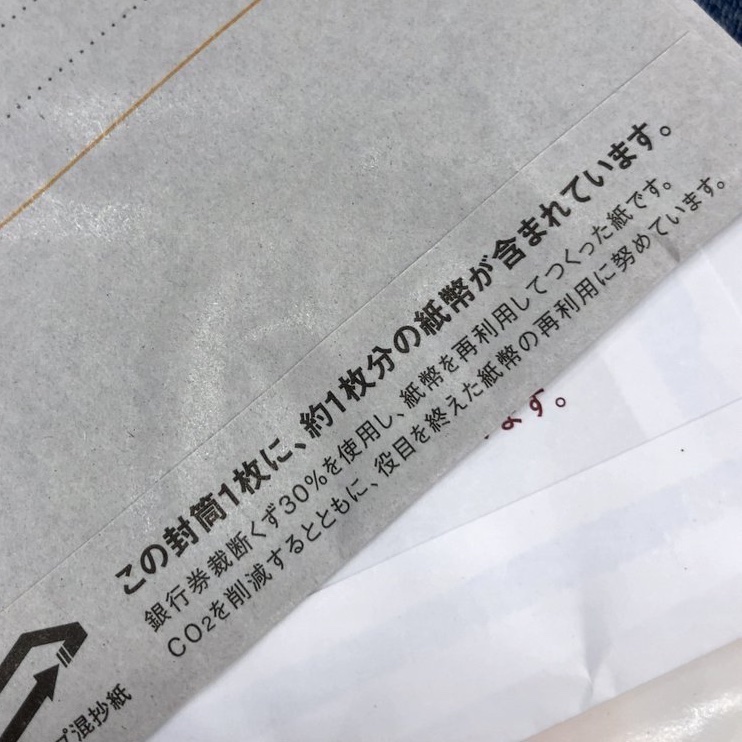 この封筒1枚に、約1枚分の紙幣が含まれています。
銀行券裁断くず30%を使用し、紙幣を再利用してつくった紙です。
CO2を削減するとともに、役目を終えた紙幣の再利用に努めています。
プ混抄紙
ます。